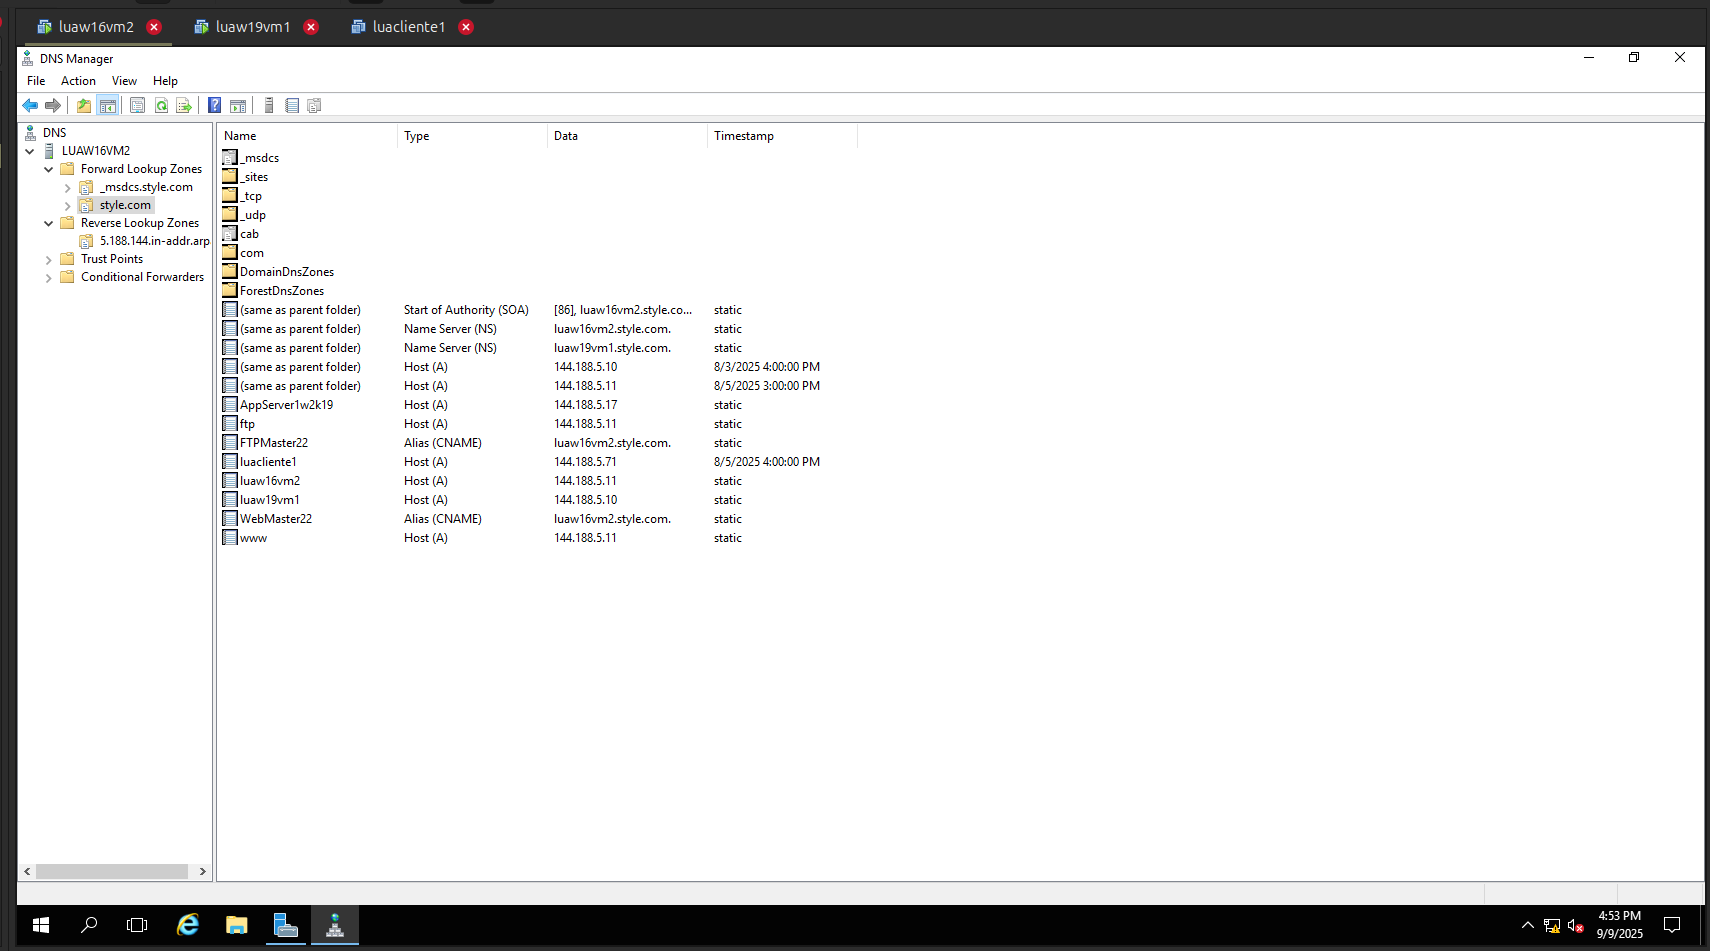 luaw16vm2 luaw19vm1 luacliente1
DNS Manager
File Action View Help
DNS
LUAW16VM2
Forward Lookup Zones
_msdcs.style.com
style.com
Reverse Lookup Zones
5.188.144.in-addr.arp
Trust Points
Conditional Forwarders
Name Type Data Timestamp
_msdcs
_sites
_tcp
_udp
cab
com
DomainDnsZones
ForestDnsZones
(same as parent folder) Start of Authority (SOA) [86], luaw16vm2.style.co... static
(same as parent folder) Name Server (NS) luaw16vm2.style.com. static
(same as parent folder) Name Server (NS) luaw19vm1.style.com. static
(same as parent folder) Host (A) 144.188.5.10 8/3/2025 4:00:00 PM
(same as parent folder) Host (A) 144.188.5.11 8/5/2025 3:00:00 PM
AppServer1w2k19 Host (A) 144.188.5.17 static
ftp Host (A) 144.188.5.11 static
FTPMaster22 Alias (CNAME) luaw16vm2.style.com. static
luacliente1 Host (A) 144.188.5.71 8/5/2025 4:00:00 PM
luaw16vm2 Host (A) 144.188.5.11 static
luaw19vm1 Host (A) 144.188.5.10 static
WebMaster22 Alias (CNAME) luaw16vm2.style.com. static
www Host (A) 144.188.5.11 static
4:53 PM
9/9/2025